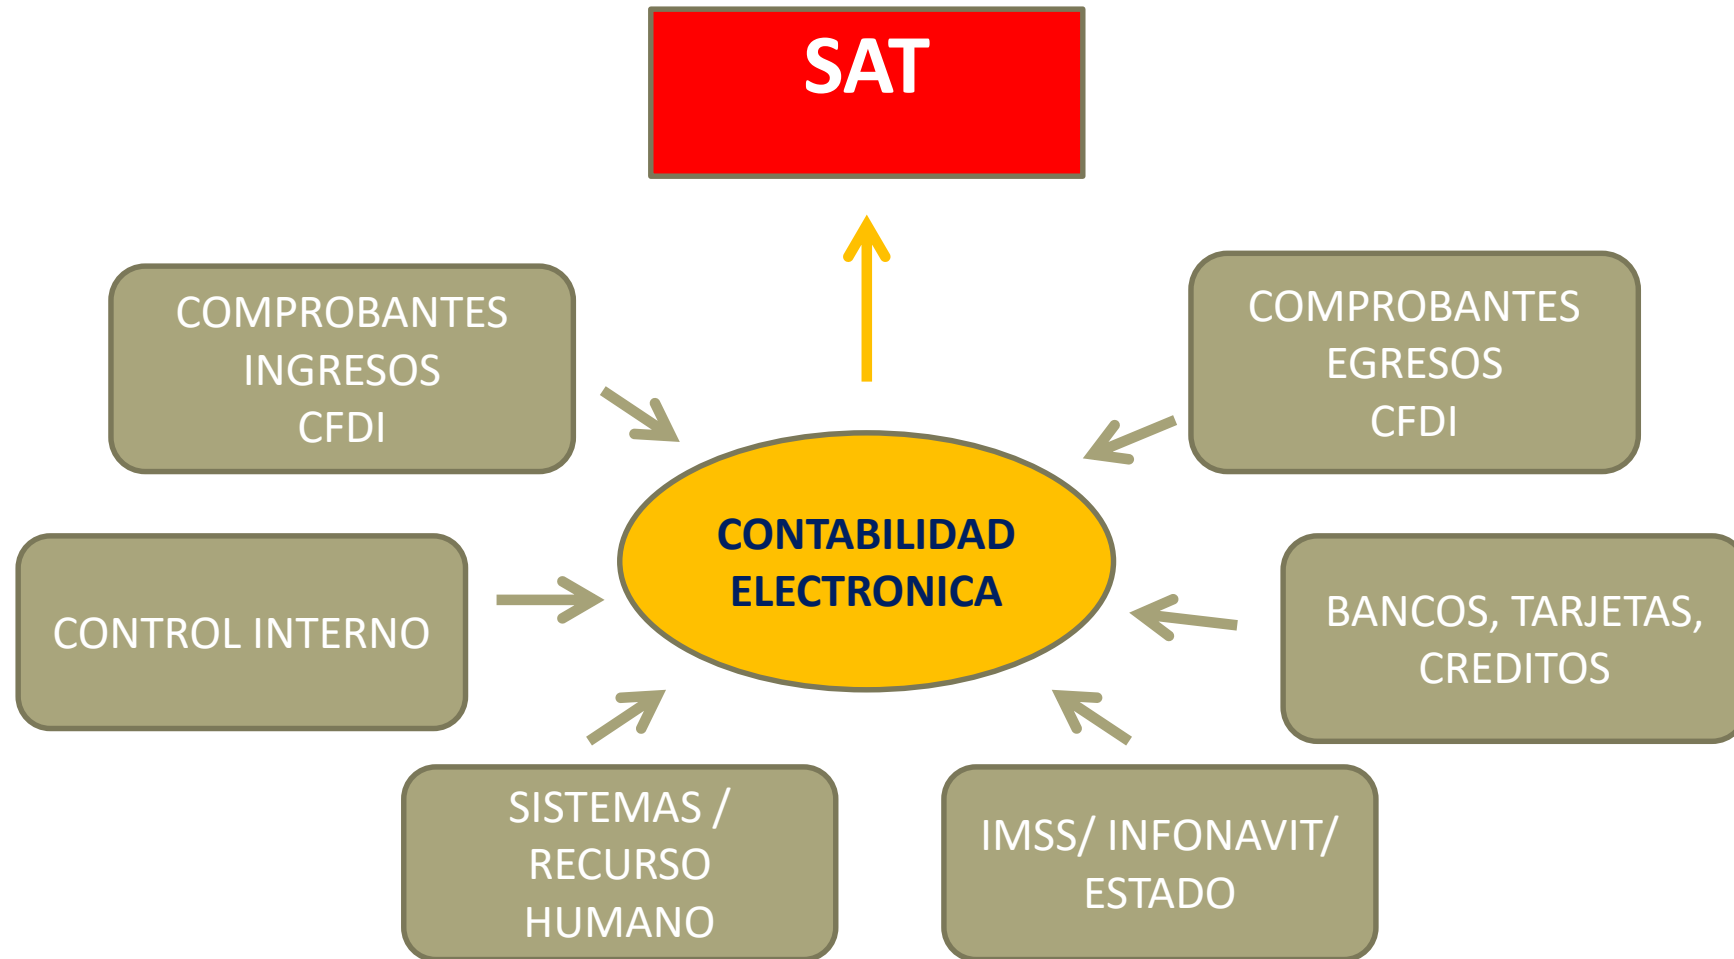 SAT
COMPROBANTES
INGRESOS
CFDI
COMPROBANTES
EGRESOS
CFDI
CONTABILIDAD
ELECTRONICA
CONTROL INTERNO
BANCOS, TARJETAS,
CREDITOS
SISTEMAS /
RECURSO
HUMANO
IMSS/ INFONAVIT/
ESTADO